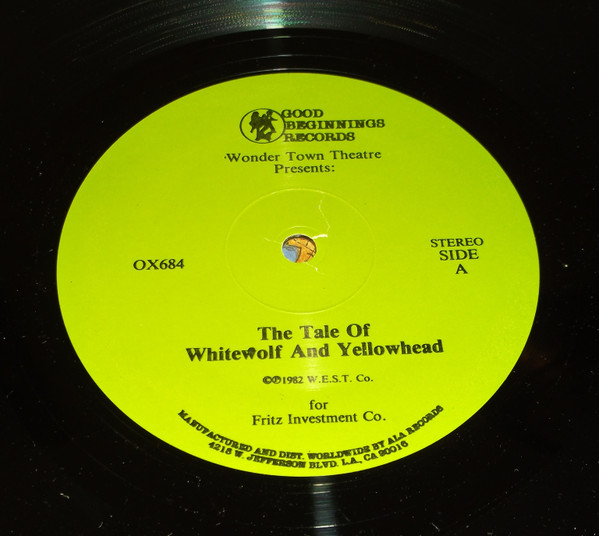 GOOD
BEGINNINGS
RECORDS
Wonder Town Theatre
Presents:
OX684
STEREO
SIDE
A
The Tale Of
Whitewolf And Yellowhead
©℗1982 W.E.S.T. Co.
for
Fritz Investment Co.
MANUFACTURED AND DIST. WORLDWIDE BY ALA RECORDS
4216 W. JEFFERSON BLVD. L.A., CA 90016